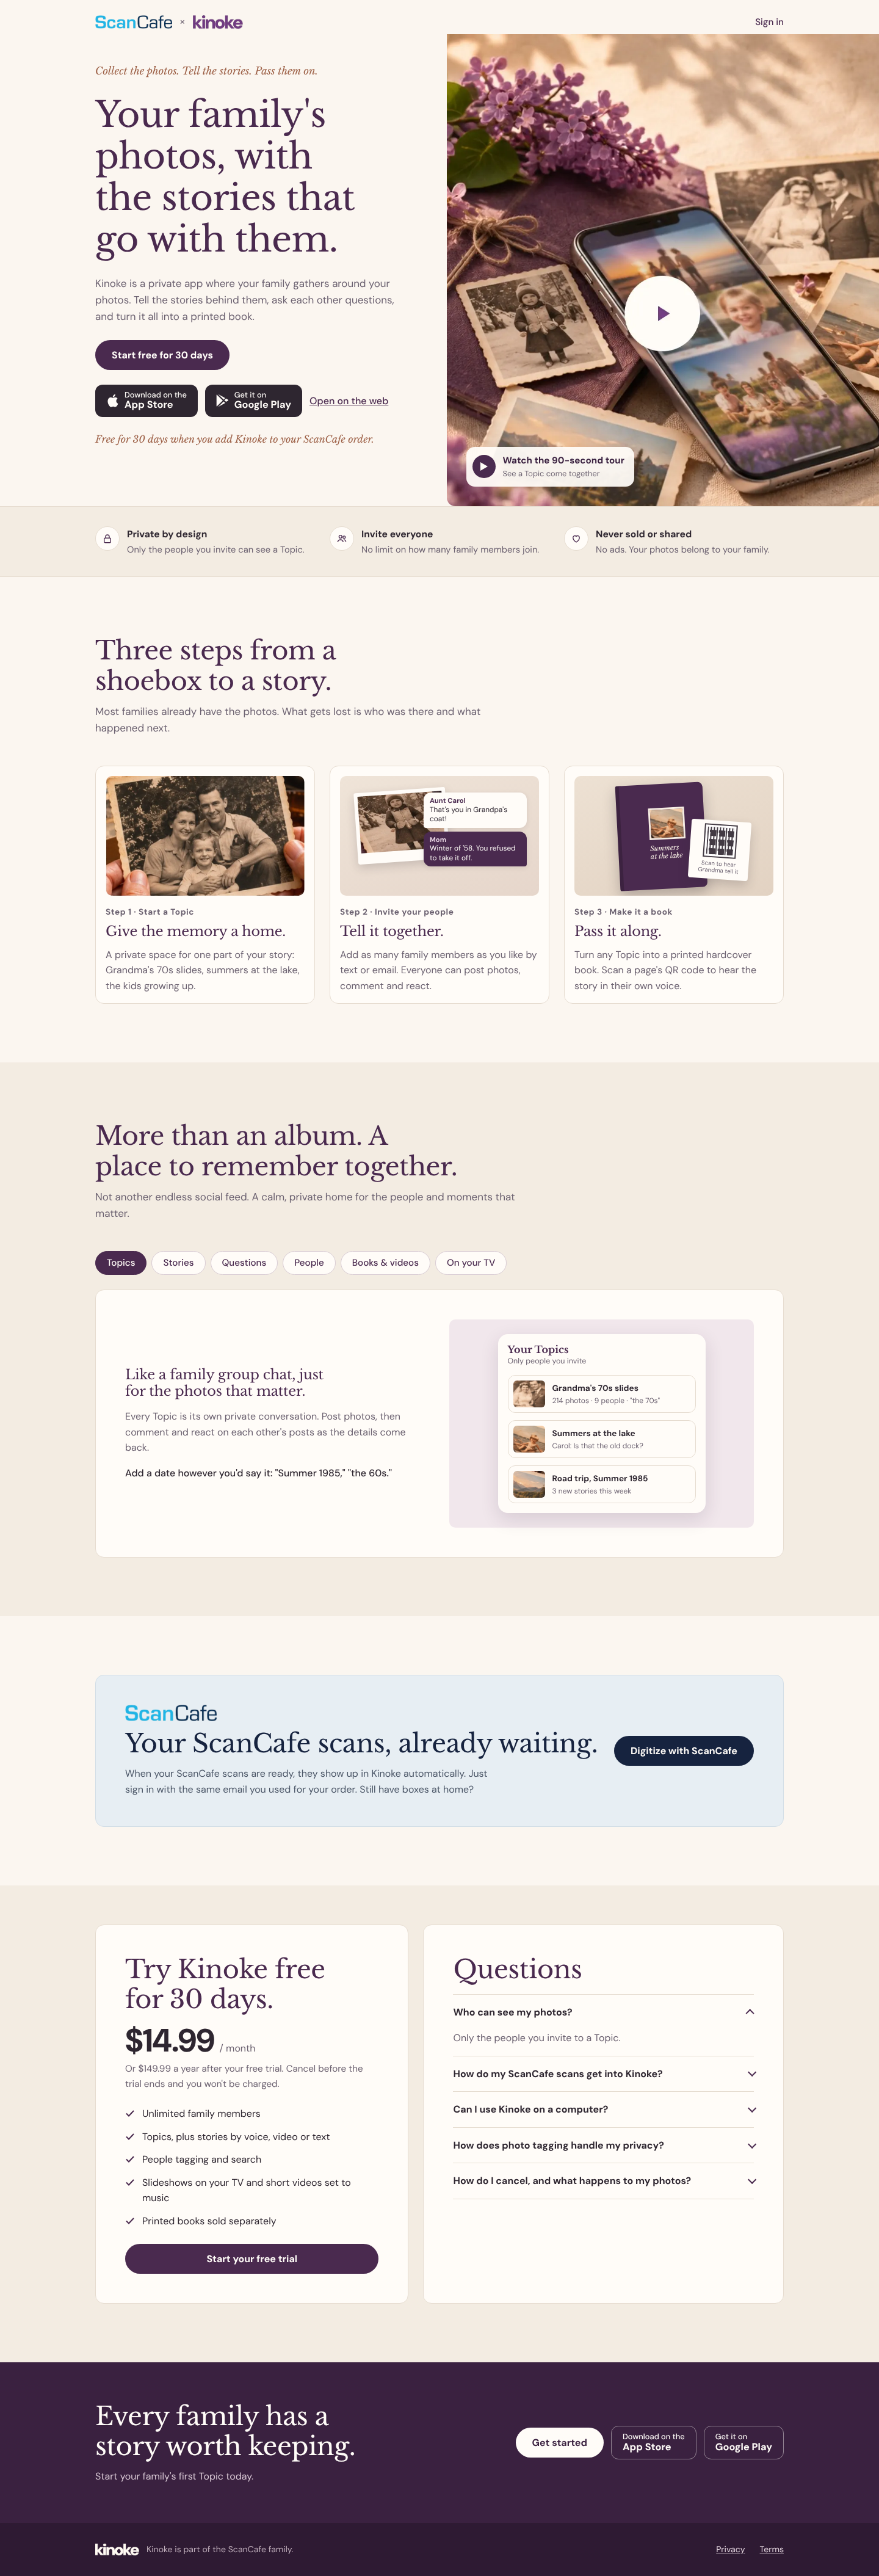 ScanCafe × kinoke
Sign in
Collect the photos. Tell the stories. Pass them on.
Your family's
photos, with
the stories that
go with them.
Kinoke is a private app where your family gathers around your
photos. Tell the stories behind them, ask each other questions,
and turn it all into a printed book.
Start free for 30 days
Download on the
App Store
Get it on
Google Play
Open on the web
Free for 30 days when you add Kinoke to your ScanCafe order.
Watch the 90-second tour
See a Topic come together
Private by design
Only the people you invite can see a Topic.
Invite everyone
No limit on how many family members join.
Never sold or shared
No ads. Your photos belong to your family.
Three steps from a
shoebox to a story.
Most families already have the photos. What gets lost is who was there and what
happened next.
Step 1 · Start a Topic
Give the memory a home.
A private space for one part of your story:
Grandma's 70s slides, summers at the lake,
the kids growing up.
Aunt Carol
That's you in Grandpa's
coat!
Mom
Winter of '58. You refused
to take it off.
Step 2 · Invite your people
Tell it together.
Add as many family members as you like by
text or email. Everyone can post photos,
comment and react.
Summers
at the lake
Scan to hear
Grandma tell it
Step 3 · Make it a book
Pass it along.
Turn any Topic into a printed hardcover
book. Scan a page's QR code to hear the
story in their own voice.
More than an album. A
place to remember together.
Not another endless social feed. A calm, private home for the people and moments that
matter.
Topics
Stories
Questions
People
Books & videos
On your TV
Like a family group chat, just
for the photos that matter.
Every Topic is its own private conversation. Post photos, then
comment and react on each other's posts as the details come
back.
Add a date however you'd say it: "Summer 1985," "the 60s."
Your Topics
Only people you invite
Grandma's 70s slides
214 photos · 9 people · "the 70s"
Summers at the lake
Carol: Is that the old dock?
Road trip, Summer 1985
3 new stories this week
ScanCafe
Your ScanCafe scans, already waiting.
When your ScanCafe scans are ready, they show up in Kinoke automatically. Just
sign in with the same email you used for your order. Still have boxes at home?
Digitize with ScanCafe
Try Kinoke free
for 30 days.
$14.99 / month
Or $149.99 a year after your free trial. Cancel before the
trial ends and you won't be charged.
Unlimited family members
Topics, plus stories by voice, video or text
People tagging and search
Slideshows on your TV and short videos set to
music
Printed books sold separately
Start your free trial
Questions
Who can see my photos?
Only the people you invite to a Topic.
How do my ScanCafe scans get into Kinoke?
Can I use Kinoke on a computer?
How does photo tagging handle my privacy?
How do I cancel, and what happens to my photos?
Every family has a
story worth keeping.
Start your family's first Topic today.
Get started
Download on the
App Store
Get it on
Google Play
kinoke
Kinoke is part of the ScanCafe family.
Privacy
Terms